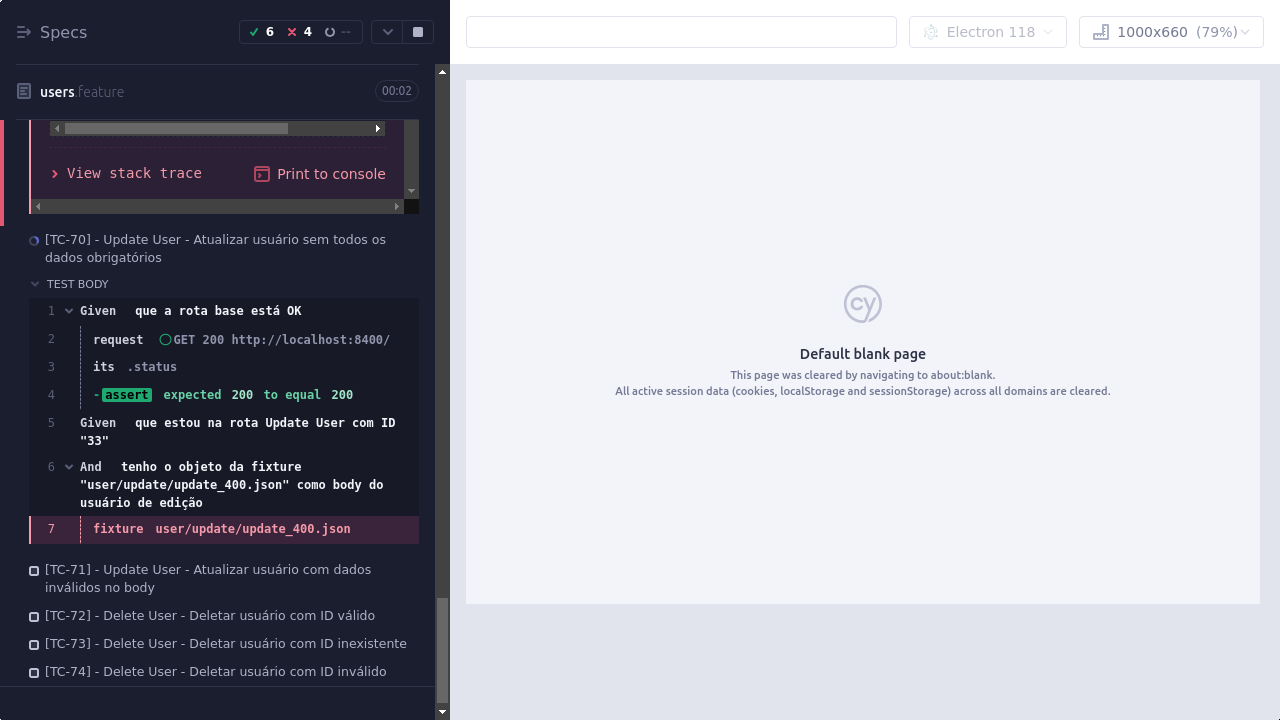 Specs
6 4 --
Electron 118
1000x660 (79%)
users.feature
00:02
View stack trace
Print to console
[TC-70] - Update User - Atualizar usuário sem todos os
dados obrigatórios
TEST BODY
1 Given que a rota base está OK
2 request GET 200 http://localhost:8400/
3 its .status
4 -assert expected 200 to equal 200
5 Given que estou na rota Update User com ID
"33"
6 And tenho o objeto da fixture
"user/update/update_400.json" como body do
usuário de edição
7 fixture user/update/update_400.json
[TC-71] - Update User - Atualizar usuário com dados
inválidos no body
[TC-72] - Delete User - Deletar usuário com ID válido
[TC-73] - Delete User - Deletar usuário com ID inexistente
[TC-74] - Delete User - Deletar usuário com ID inválido
cy
Default blank page
This page was cleared by navigating to about:blank.
All active session data (cookies, localStorage and sessionStorage) across all domains are cleared.